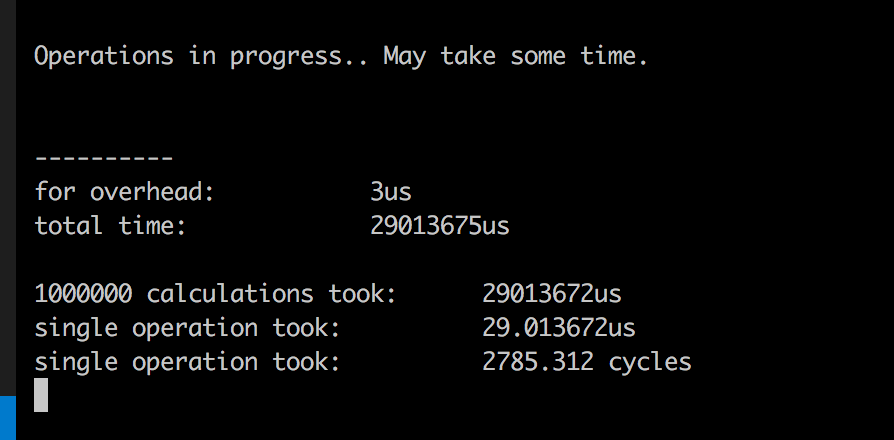 Operations in progress.. May take some time.
----------
for overhead: 3us
total time: 29013675us
1000000 calculations took: 29013672us
single operation took: 29.013672us
single operation took: 2785.312 cycles